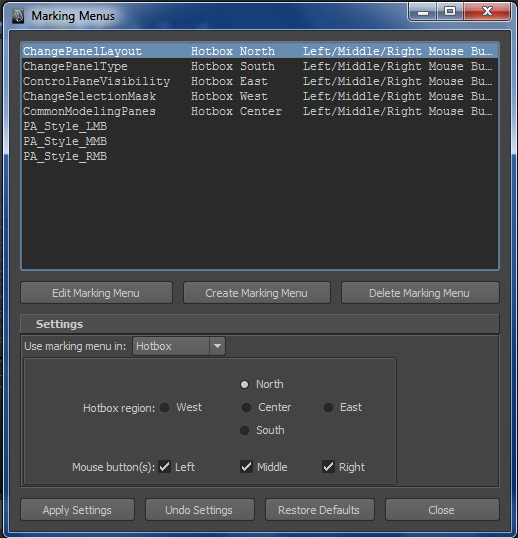 Marking Menus
ChangePanelLayout Hotbox North Left/Middle/Right Mouse Bu...
ChangePanelType Hotbox South Left/Middle/Right Mouse Bu...
ControlPaneVisibility Hotbox East Left/Middle/Right Mouse Bu...
ChangeSelectionMask Hotbox West Left/Middle/Right Mouse Bu...
CommonModelingPanes Hotbox Center Left/Middle/Right Mouse Bu...
PA_Style_LMB
PA_Style_MMB
PA_Style_RMB
Edit Marking Menu Create Marking Menu Delete Marking Menu
Settings
Use marking menu in: Hotbox
North
Hotbox region: West Center East
South
Mouse button(s): Left Middle Right
Apply Settings Undo Settings Restore Defaults Close